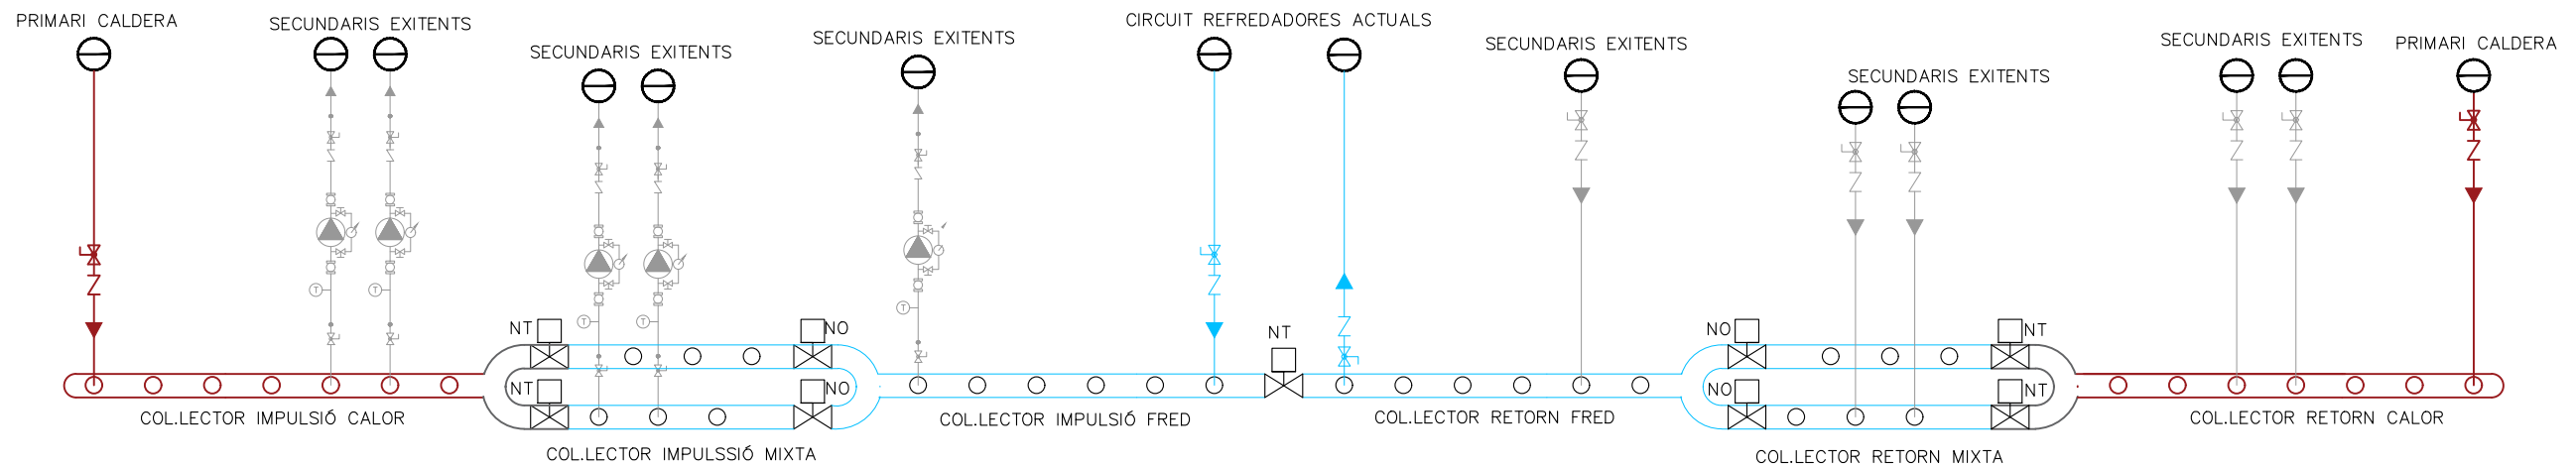 PRIMARI CALDERA
SECUNDARIS EXITENTS
SECUNDARIS EXITENTS
SECUNDARIS EXITENTS
CIRCUIT REFREDADORES ACTUALS
SECUNDARIS EXITENTS
SECUNDARIS EXITENTS
SECUNDARIS EXITENTS
PRIMARI CALDERA
T
T
T
T
T
NT
NO
NT
NO
NT
NT
NO
NO
NT
NT
COL.LECTOR IMPULSIÓ CALOR
COL.LECTOR IMPULSSIÓ MIXTA
COL.LECTOR IMPULSIÓ FRED
COL.LECTOR RETORN FRED
COL.LECTOR RETORN MIXTA
COL.LECTOR RETORN CALOR